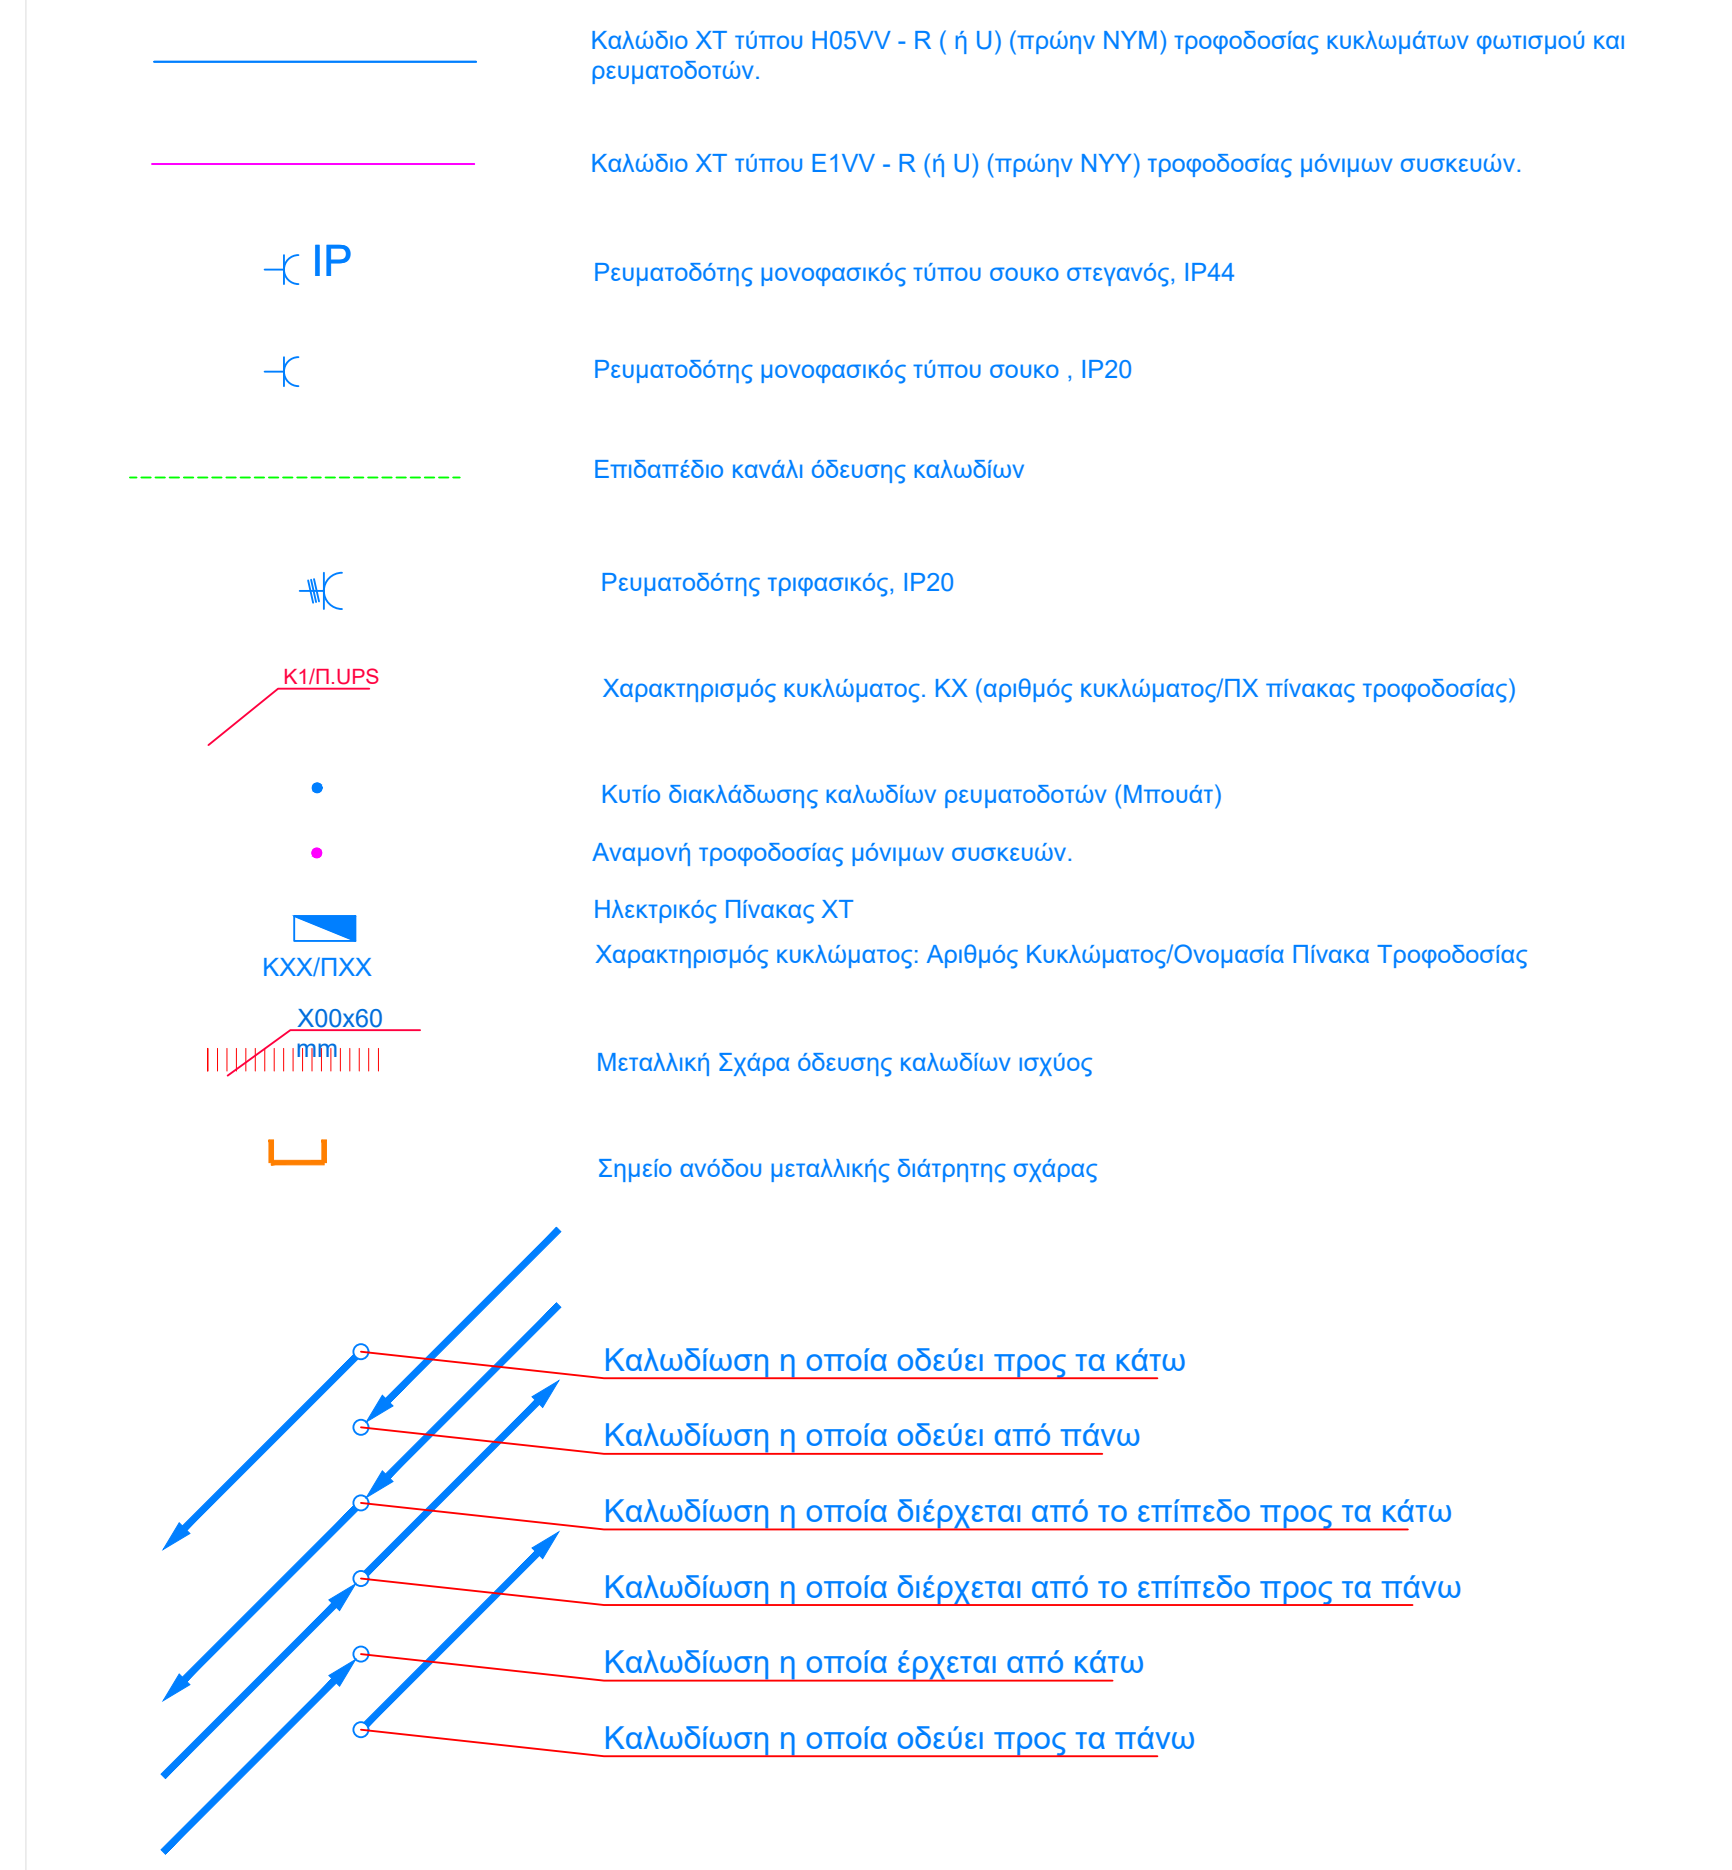 Καλώδιο ΧΤ τύπου H05VV - R ( ή U) (πρώην NYM) τροφοδοσίας κυκλωμάτων φωτισμού και
ρευματοδοτών.
Καλώδιο ΧΤ τύπου E1VV - R (ή U) (πρώην NYY) τροφοδοσίας μόνιμων συσκευών.
IP
Ρευματοδότης μονοφασικός τύπου σουκο στεγανός, IP44
Ρευματοδότης μονοφασικός τύπου σουκο , IP20
Επιδαπέδιο κανάλι όδευσης καλωδίων
Ρευματοδότης τριφασικός, IP20
Κ1/Π.UPS
Χαρακτηρισμός κυκλώματος. ΚΧ (αριθμός κυκλώματος/ΠΧ πίνακας τροφοδοσίας)
Κυτίο διακλάδωσης καλωδίων ρευματοδοτών (Μπουάτ)
Αναμονή τροφοδοσίας μόνιμων συσκευών.
Ηλεκτρικός Πίνακας ΧΤ
ΚΧΧ/ΠΧΧ
Χαρακτηρισμός κυκλώματος: Αριθμός Κυκλώματος/Ονομασία Πίνακα Τροφοδοσίας
X00x60
mm
Μεταλλική Σχάρα όδευσης καλωδίων ισχύος
Σημείο ανόδου μεταλλικής διάτρητης σχάρας
Καλωδίωση η οποία οδεύει προς τα κάτω
Καλωδίωση η οποία οδεύει από πάνω
Καλωδίωση η οποία διέρχεται από το επίπεδο προς τα κάτω
Καλωδίωση η οποία διέρχεται από το επίπεδο προς τα πάνω
Καλωδίωση η οποία έρχεται από κάτω
Καλωδίωση η οποία οδεύει προς τα πάνω